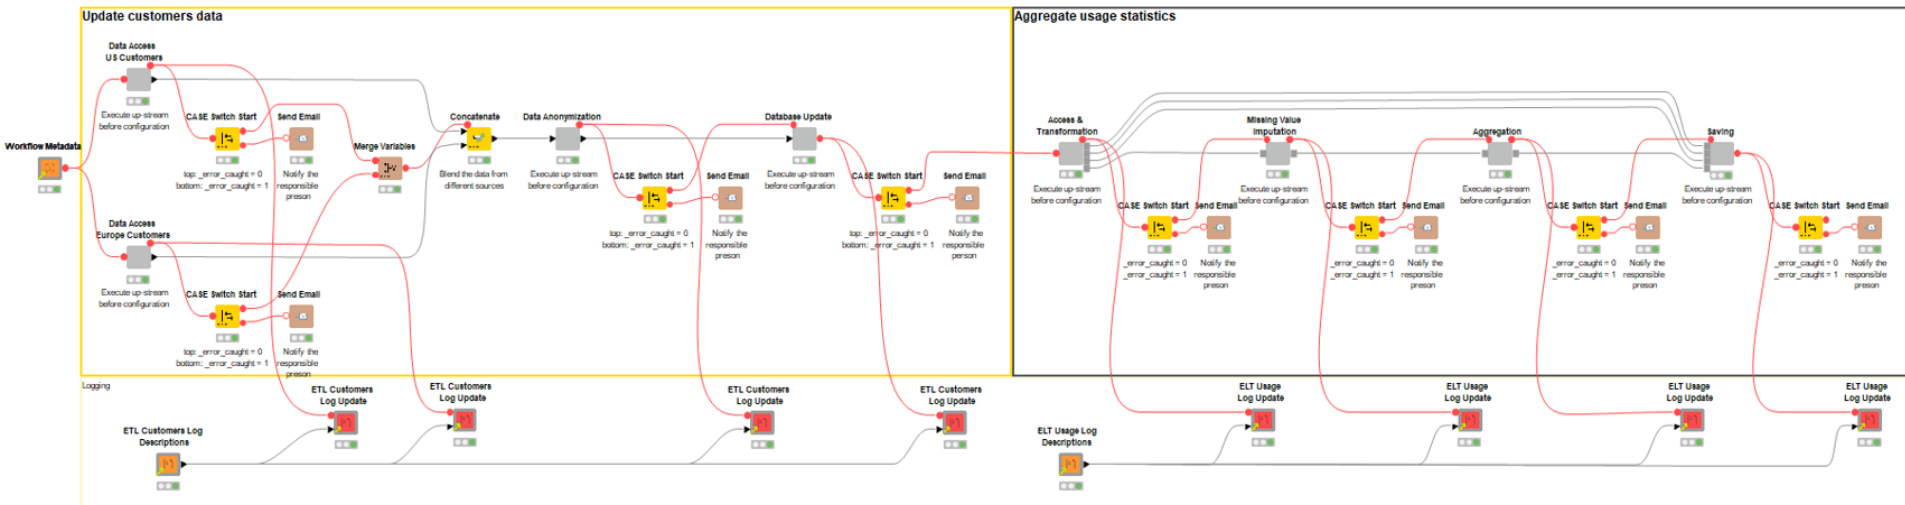 Update customers data
Aggregate usage statistics
Workflow Metadata
Data Access
US Customers
Execute up-stream
before configuration
CASE Switch Start
top: _error_caught = 0
bottom: _error_caught = 1
Send Email
Notify the
responsible
preson
Merge Variables
Data Access
Europe Customers
Execute up-stream
before configuration
CASE Switch Start
top: _error_caught = 0
bottom: _error_caught = 1
Send Email
Notify the
responsible
preson
Concatenate
Blend the data from
different sources
Data Anonymization
Execute up-stream
before configuration
CASE Switch Start
top: _error_caught = 0
bottom: _error_caught = 1
Send Email
Notify the
responsible
preson
Database Update
Execute up-stream
before configuration
CASE Switch Start
top: _error_caught = 0
bottom: _error_caught = 1
Send Email
Notify the
responsible
person
Access &
Transformation
Execute up-stream
before configuration
CASE Switch Start
_error_caught = 0
_error_caught = 1
Send Email
Notify the
responsible
preson
Missing Value
Imputation
Execute up-stream
before configuration
CASE Switch Start
_error_caught = 0
_error_caught = 1
Send Email
Notify the
responsible
preson
Aggregation
Execute up-stream
before configuration
CASE Switch Start
_error_caught = 0
_error_caught = 1
Send Email
Notify the
responsible
preson
Saving
Execute up-stream
before configuration
CASE Switch Start
_error_caught = 0
_error_caught = 1
Send Email
Notify the
responsible
preson
Logging
ETL Customers Log
Descriptions
ETL Customers
Log Update
ETL Customers
Log Update
ETL Customers
Log Update
ETL Customers
Log Update
ELT Usage Log
Descriptions
ELT Usage
Log Update
ELT Usage
Log Update
ELT Usage
Log Update
ELT Usage
Log Update